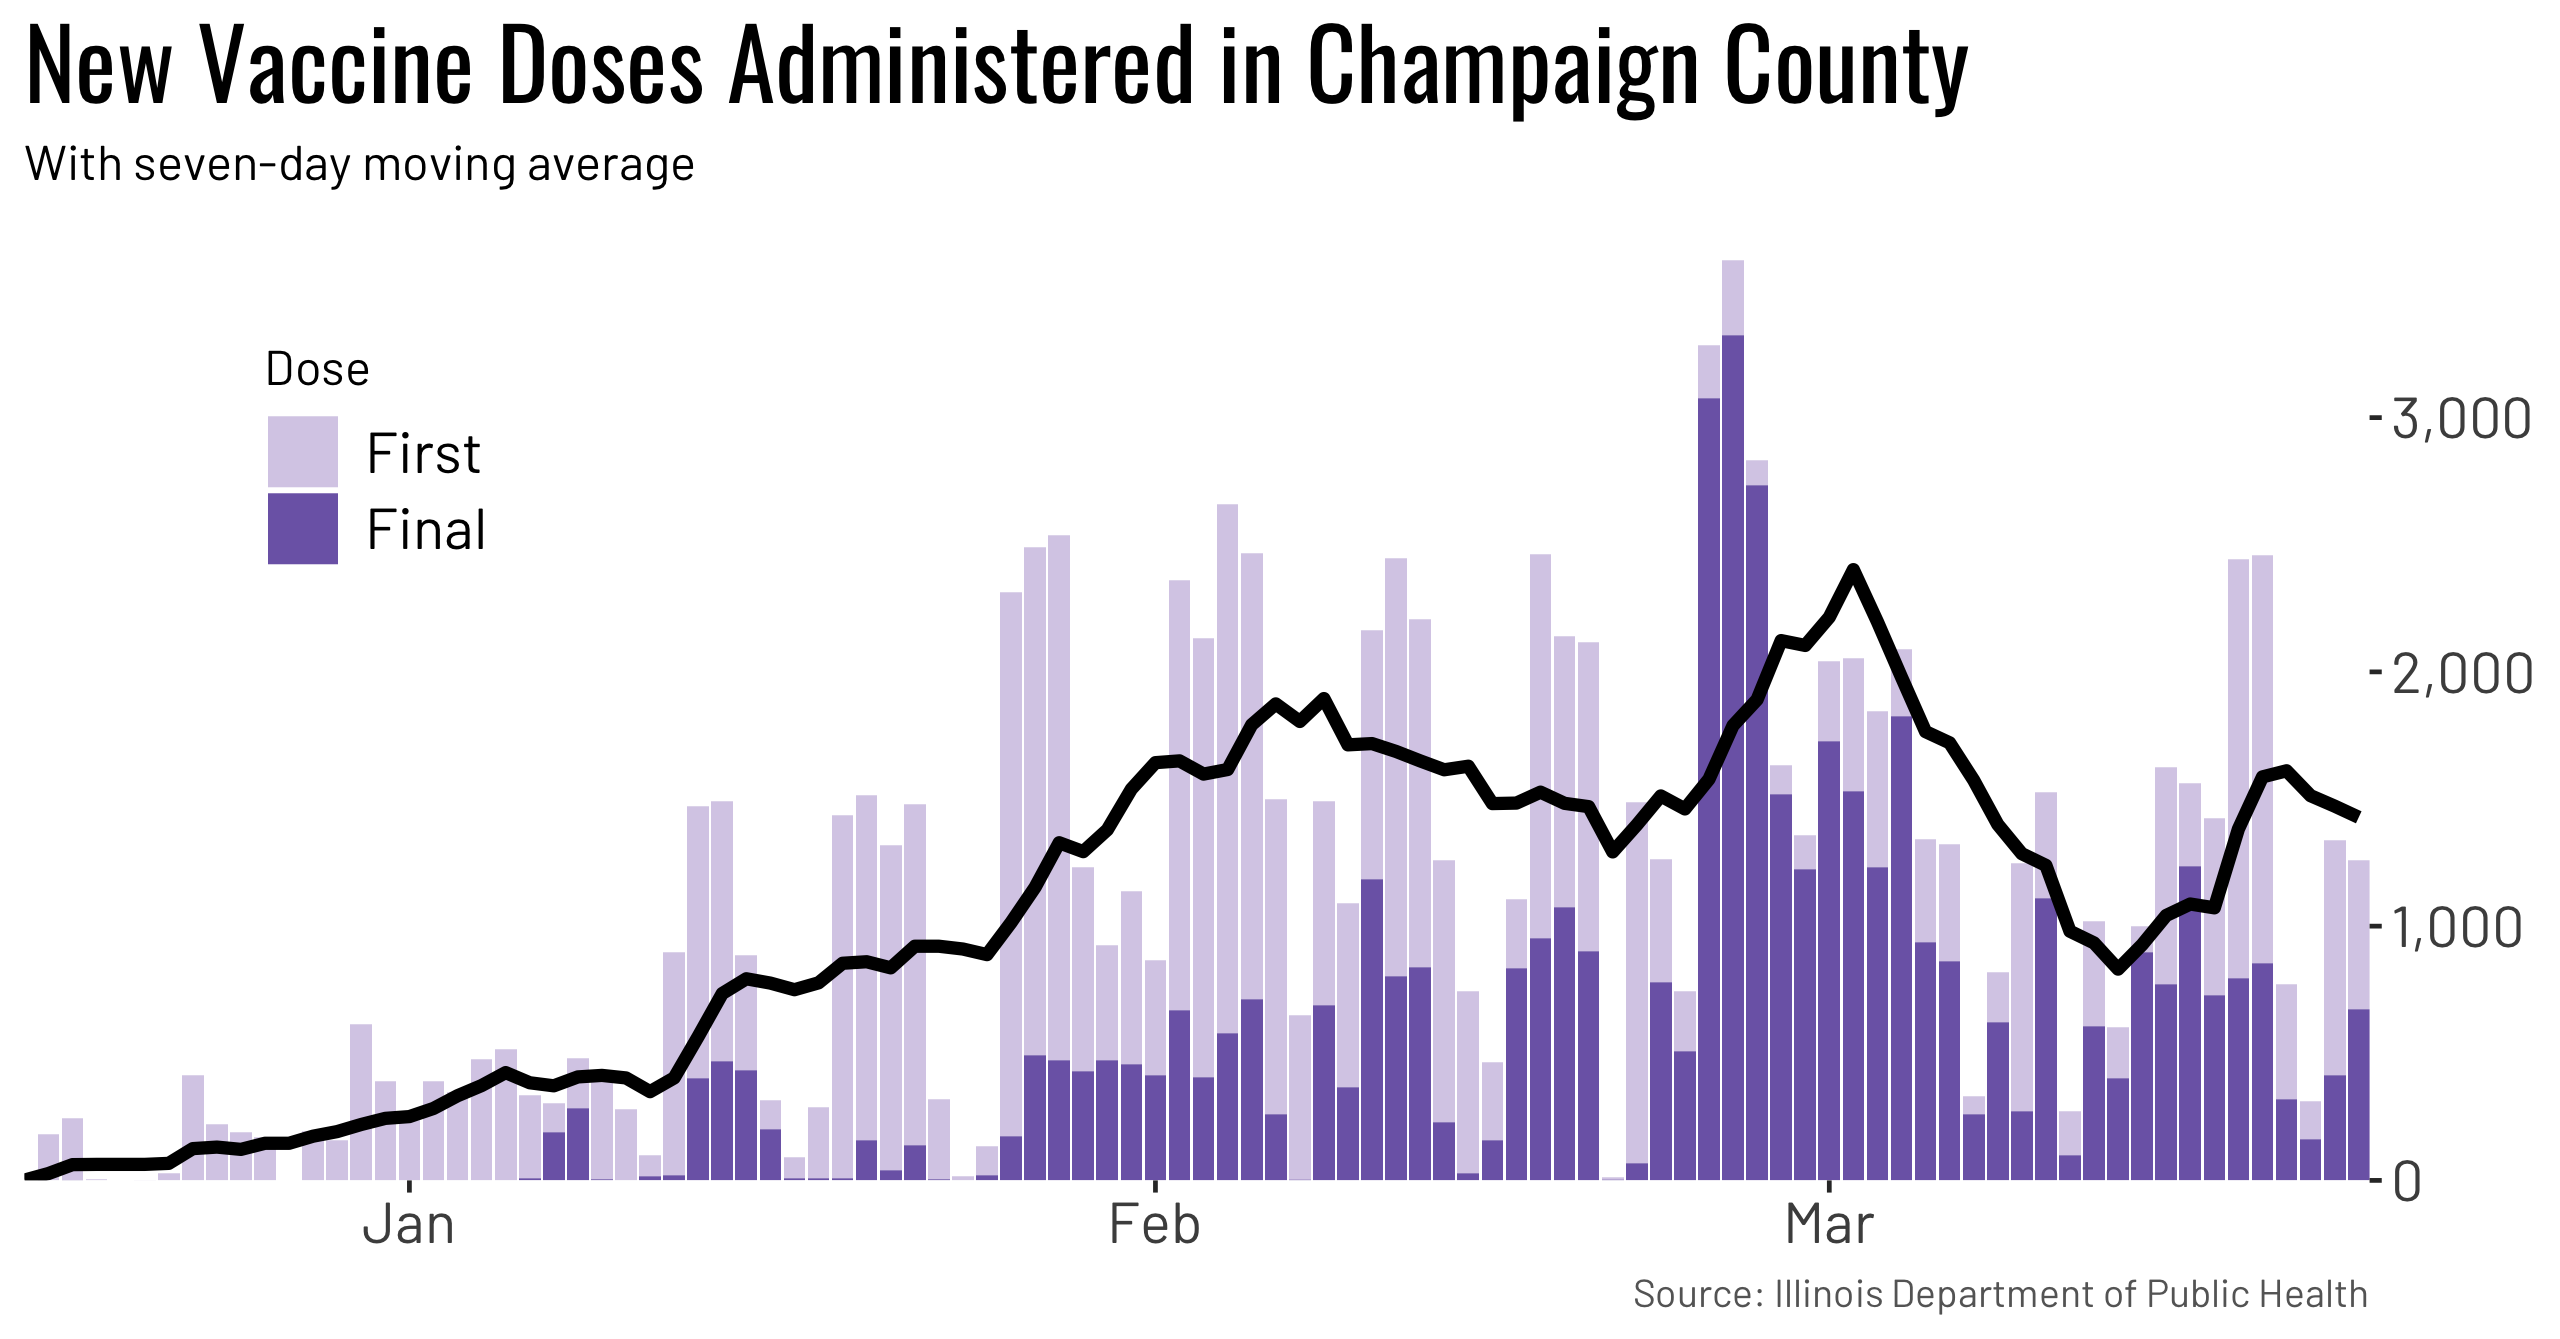 New Vaccine Doses Administered in Champaign County
With seven-day moving average
Dose
First
Final
3,000
2,000
1,000
0
Jan Feb Mar
Source: Illinois Department of Public Health